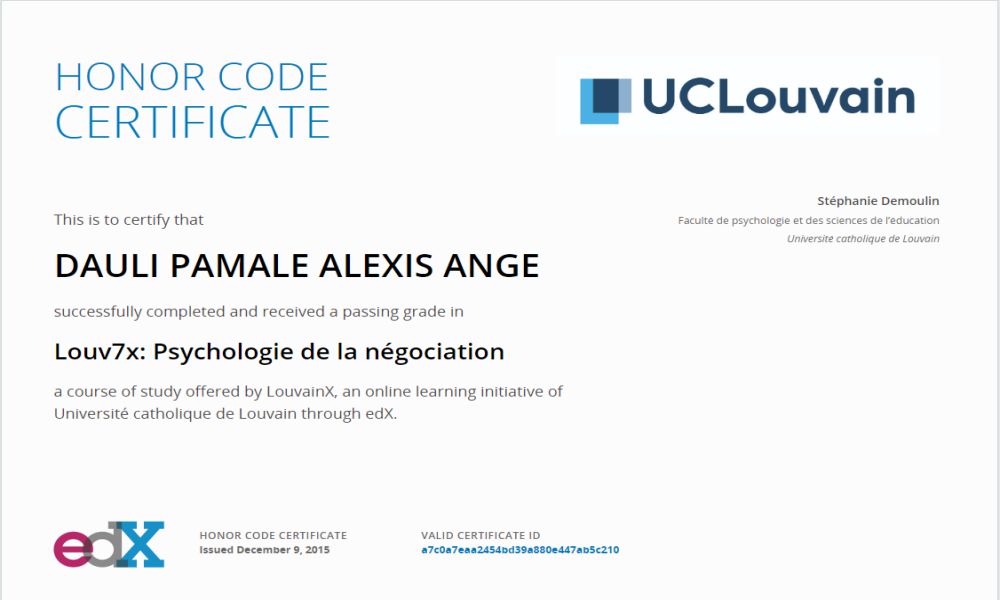 HONOR CODE
CERTIFICATE
UCLouvain
Stéphanie Demoulin
Faculté de psychologie et des sciences de l'éducation
Université catholique de Louvain
This is to certify that
DAULI PAMALE ALEXIS ANGE
successfully completed and received a passing grade in
Louv7x: Psychologie de la négociation
a course of study offered by LouvainX, an online learning initiative of
Université catholique de Louvain through edX.
edX
HONOR CODE CERTIFICATE
Issued December 9, 2015
VALID CERTIFICATE ID
a7c0a7eaa2454bd39a880e447ab5c210